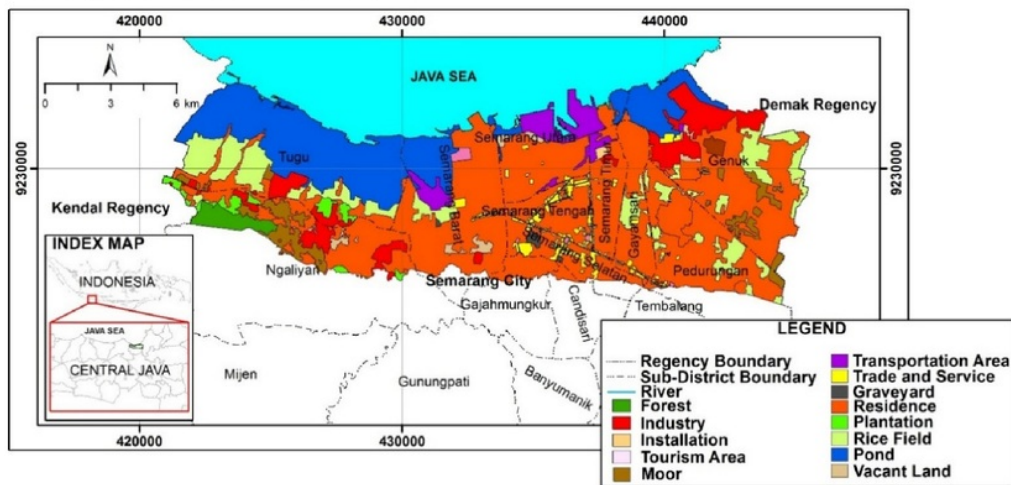 420000
430000
440000
N
0 3 6 km
JAVA SEA
Demak Regency
Semarang Utara
9230000
Tugu
Semarang Barat
Semarang Timur
Genuk
9230000
Kendal Regency
Semarang Tengah
Gayamsari
INDEX MAP
INDONESIA
JAVA SEA
CENTRAL JAVA
Ngaliyan
Semarang Selatan
Pedurungan
Semarang City
Gajahmungkur
Candisari
Tembalang
Mijen
Gunungpati
Banyumanik
LEGEND
Regency Boundary
Sub-District Boundary
River
Forest
Industry
Installation
Tourism Area
Moor
Transportation Area
Trade and Service
Graveyard
Residence
Plantation
Rice Field
Pond
Vacant Land
420000
430000